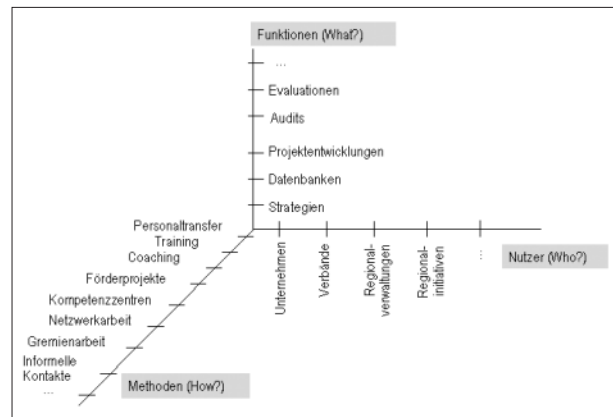 Funktionen (What?)
...
Evaluationen
Audits
Projektentwicklungen
Datenbanken
Strategien
Personaltransfer
Training
Coaching
Förderprojekte
Kompetenzzentren
Netzwerkarbeit
Gremienarbeit
Informelle
Kontakte
...
Methoden (How?)
Unternehmen
Verbände
Regional-
verwaltungen
Regional-
initiativen
...
Nutzer (Who?)